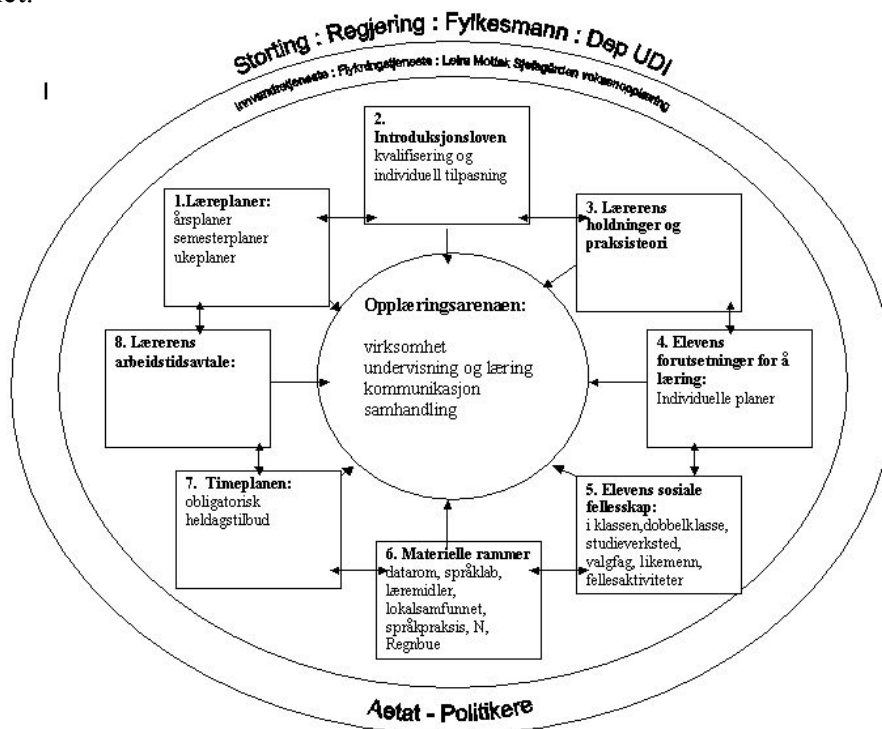 Storting : Regjering : Fylkesmann : Dep UDI
: Flykningtjeneste : Leira Mottak: voksenopplæring
I
2.
Introduksjonsloven
kvalifisering og
individuell tilpasning
1.Læreplaner:
årsplaner
semesterplaner
ukeplaner
3. Lærerens
holdninger og
praksisteori
Opplæringsarenaen:
virksomhet
undervisning og læring
kommunikasjon
samhandling
8. Lærerens
arbeidstidsavtale:
4. Elevens
forutsetninger for å
læring:
Individuelle planer
7. Timeplanen:
obligatorisk
heldagstilbud
5. Elevens sosiale
fellesskap:
i klassen,dobbelklasse,
studieverksted,
valgfag, likemenn,
fellesaktiviteter
6. Materielle rammer
datarom, språklab,
læremidler,
lokalsamfunnet,
språkpraksis, N,
Regnbue
Aetat - Politikere